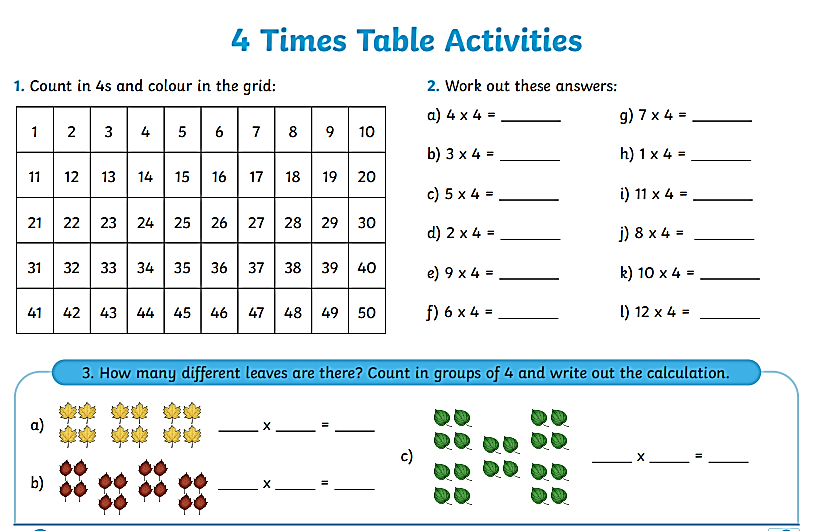 4 Times Table Activities
1. Count in 4s and colour in the grid:
1 2 3 4 5 6 7 8 9 10
11 12 13 14 15 16 17 18 19 20
21 22 23 24 25 26 27 28 29 30
31 32 33 34 35 36 37 38 39 40
41 42 43 44 45 46 47 48 49 50
2. Work out these answers:
a) 4 x 4 = ______
b) 3 x 4 = ______
c) 5 x 4 = ______
d) 2 x 4 = ______
e) 9 x 4 = ______
f) 6 x 4 = ______
g) 7 x 4 = ______
h) 1 x 4 = ______
i) 11 x 4 = ______
j) 8 x 4 = ______
k) 10 x 4 = ______
l) 12 x 4 = ______
3. How many different leaves are there? Count in groups of 4 and write out the calculation.
a) ____ x ____ = ____
b) ____ x ____ = ____
c) ____ x ____ = ____